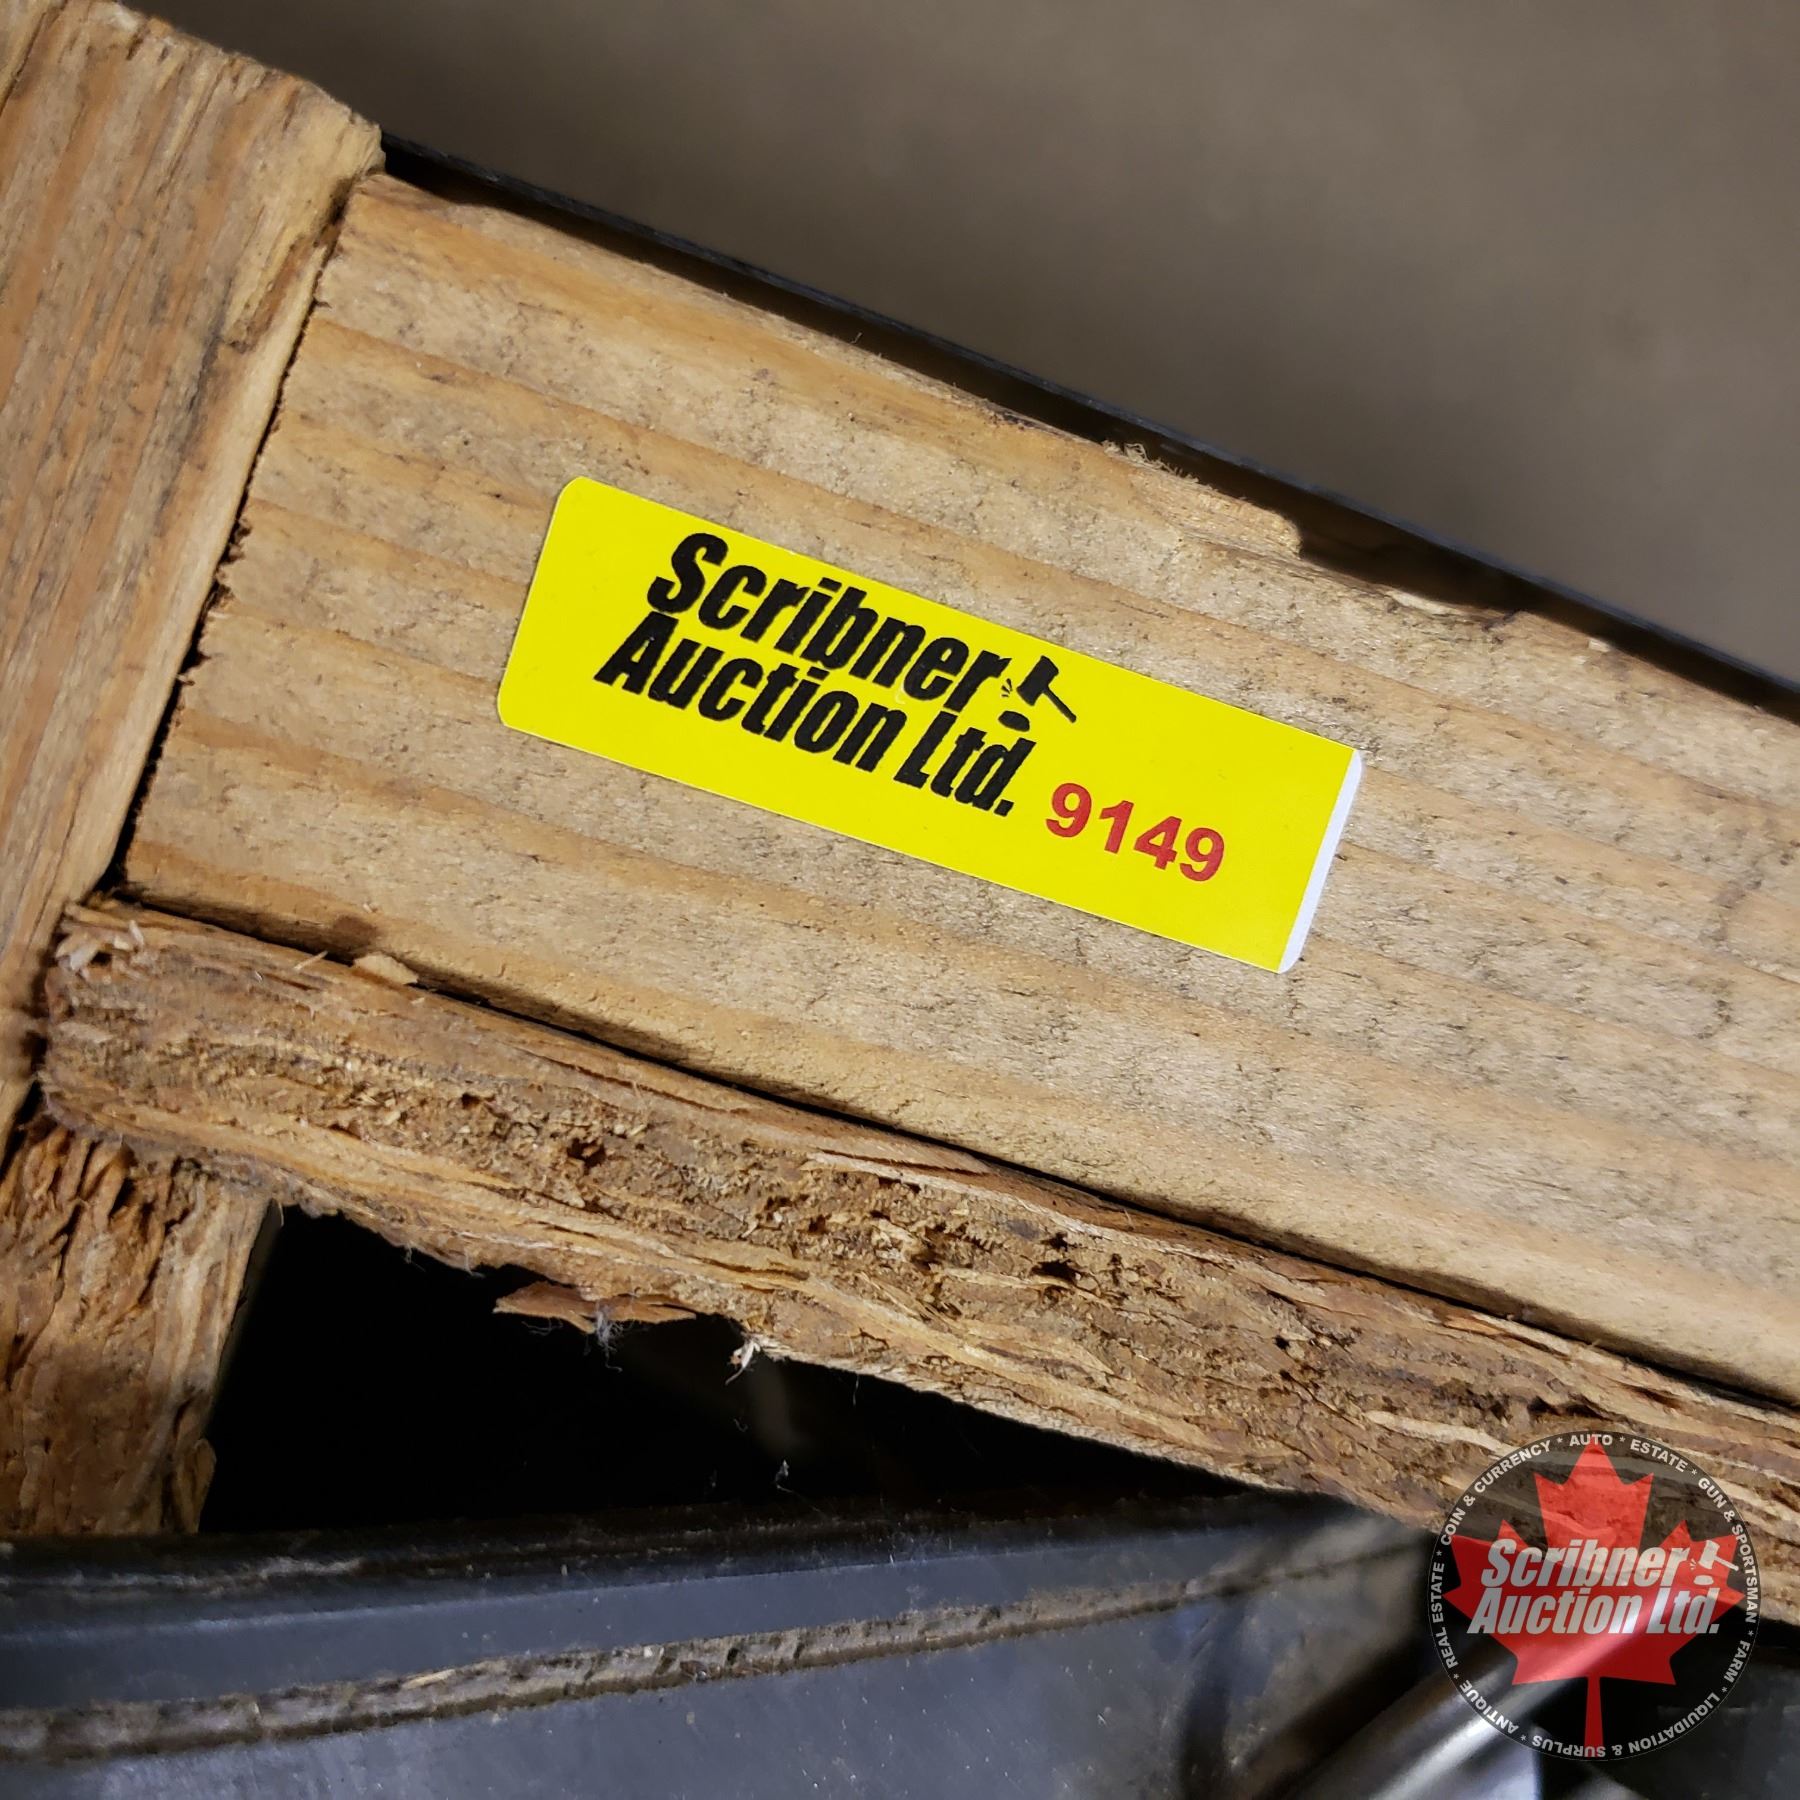 Scribner
Auction Ltd.
9149
REAL ESTATE * COIN & CURRENCY * AUTO * ESTATE * GUN & SPORTSMAN * FARM * LIQUIDATION & SURPLUS * ANTIQUE *
Scribner
Auction Ltd.